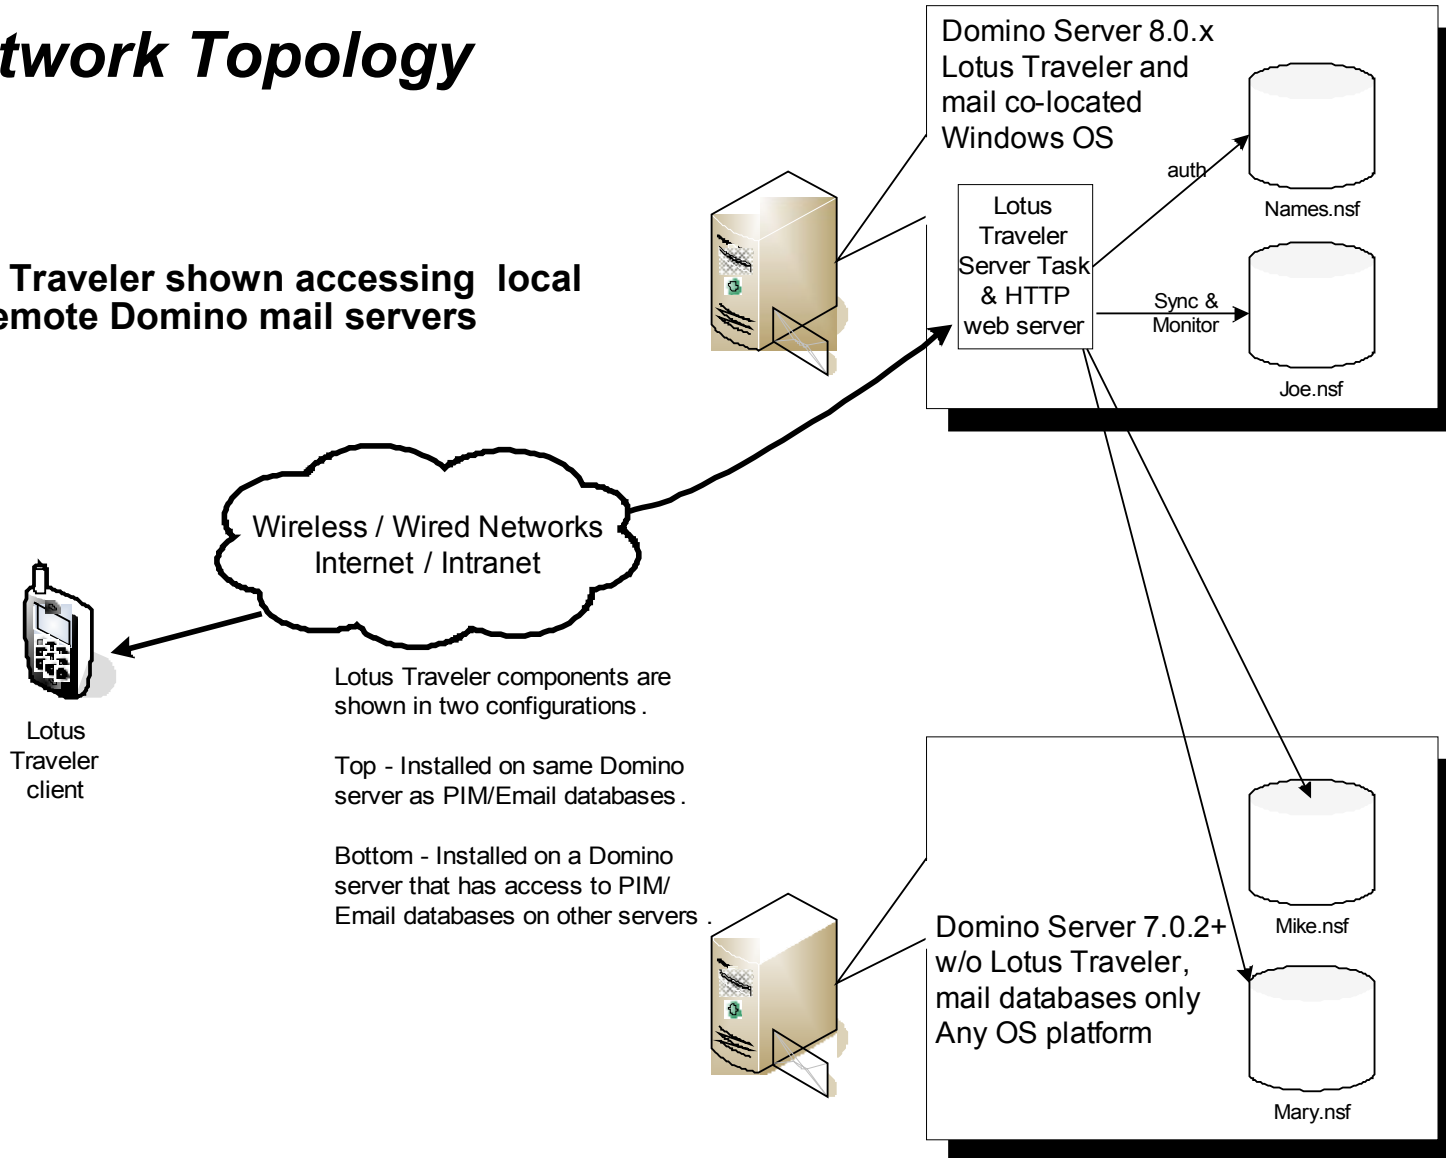 twork Topology
Traveler shown accessing local
emote Domino mail servers
Domino Server 8.0.x
Lotus Traveler and
mail co-located
Windows OS
auth
Names.nsf
Lotus
Traveler
Server Task
& HTTP
web server
Sync &
Monitor
Joe.nsf
Wireless / Wired Networks
Internet / Intranet
Lotus
Traveler
client
Lotus Traveler components are
shown in two configurations .
Top - Installed on same Domino
server as PIM/Email databases .
Bottom - Installed on a Domino
server that has access to PIM/
Email databases on other servers .
Domino Server 7.0.2+
w/o Lotus Traveler,
mail databases only
Any OS platform
Mike.nsf
Mary.nsf